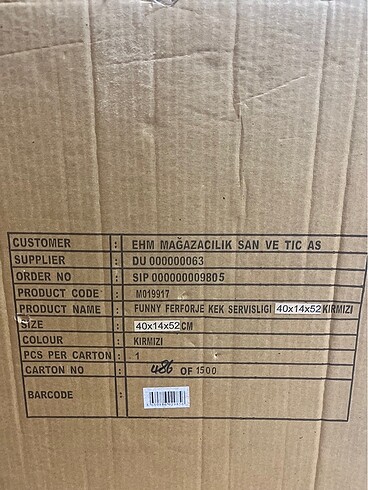 CUSTOMER : EHM MAĞAZACILIK SAN VE TIC AS
SUPPLIER : DU 000000063
ORDER NO : SIP 000000009805
PRODUCT CODE : M019917
PRODUCT NAME : FUNNY FERFORJE KEK SERVISLIGI 40x14x52 KIRMIZI
SIZE : 40x14x52 CM
COLOUR : KIRMIZI
PCS PER CARTON : 1
CARTON NO : 486 OF 1500
BARCODE :